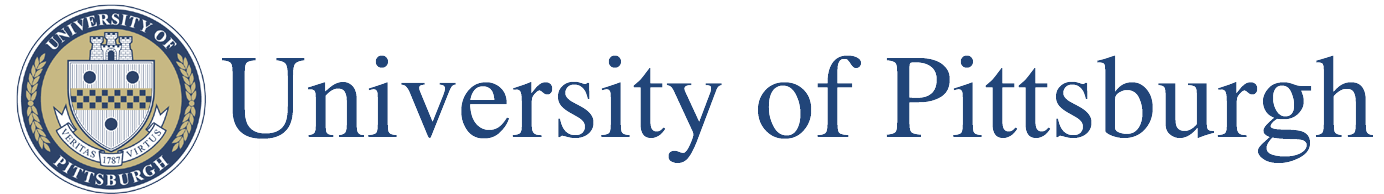 UNIVERSITY OF
VERITAS 1787 VIRTUS
PITTSBURGH
University of Pittsburgh